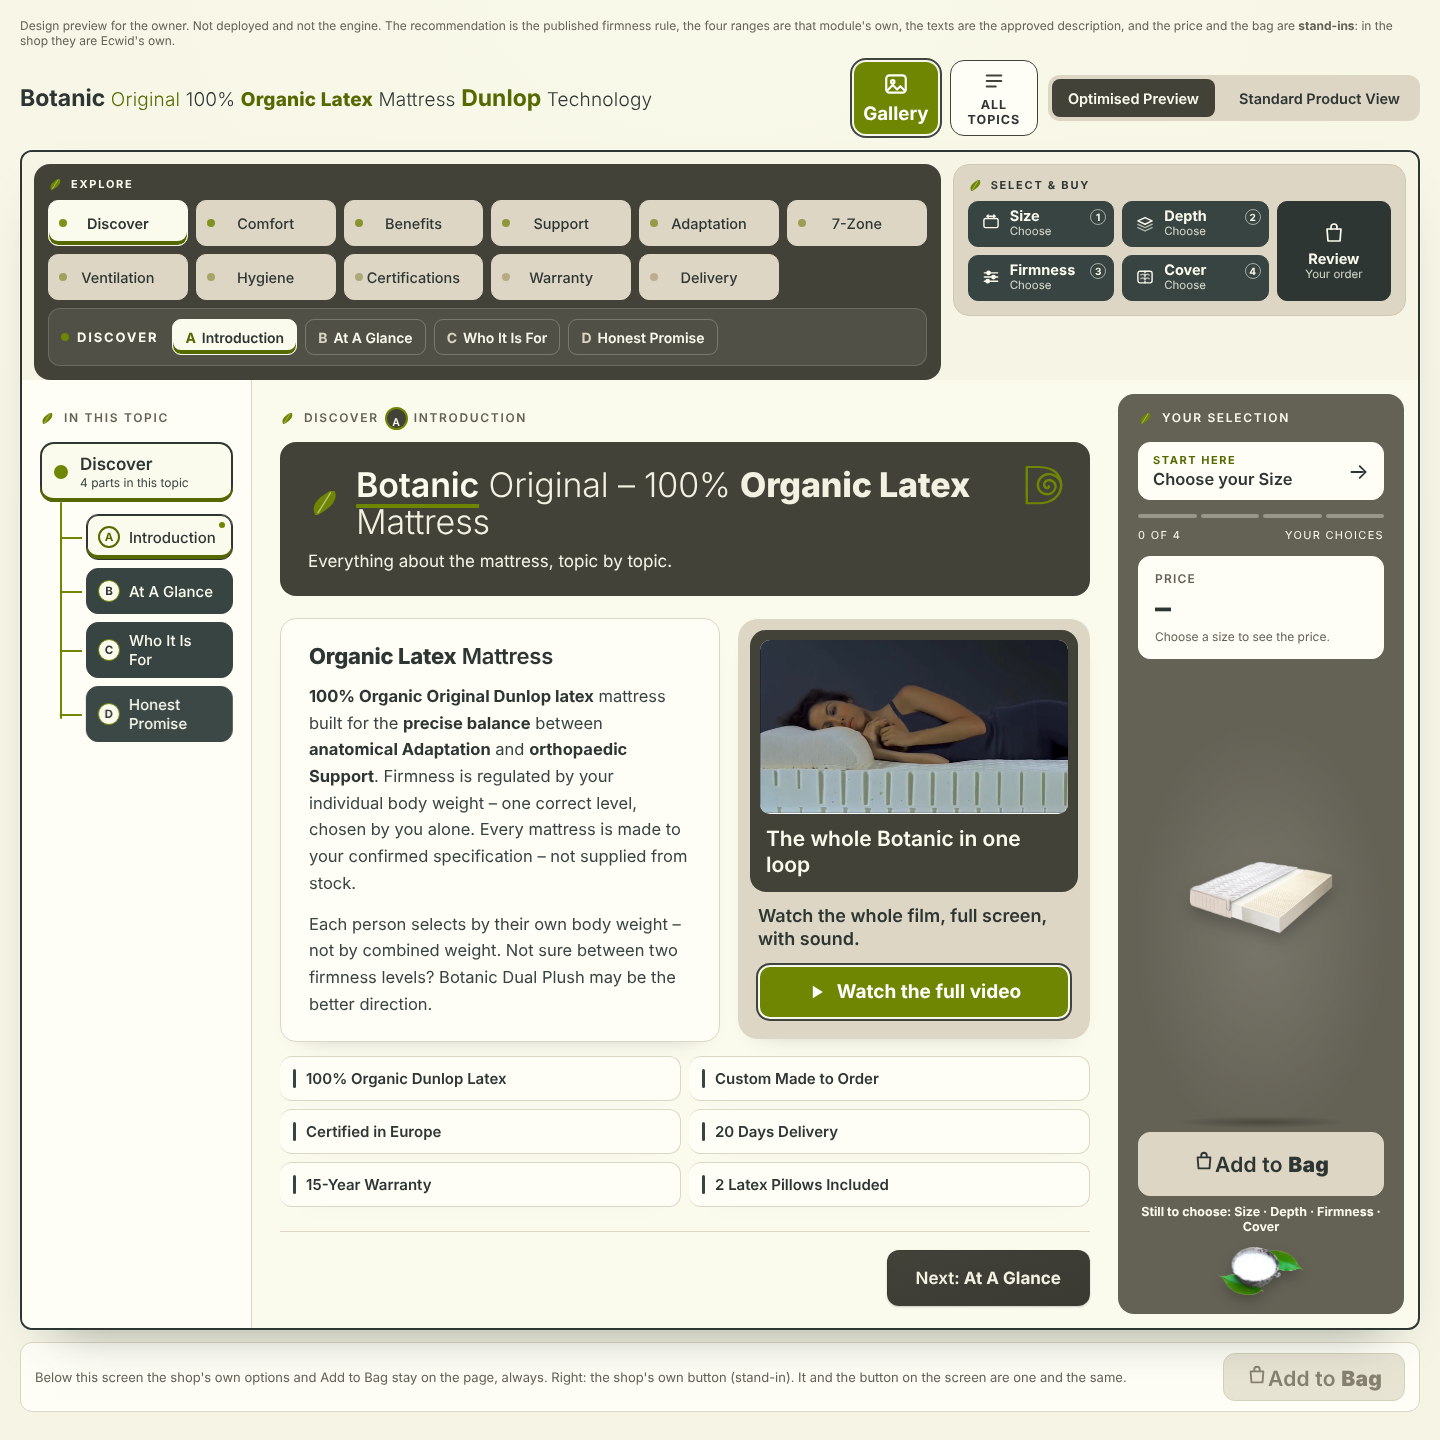 Design preview for the owner. Not deployed and not the engine. The recommendation is the published firmness rule, the four ranges are that module's own, the texts are the approved description, and the price and the bag are stand-ins: in the
shop they are Ecwid's own.
Botanic Original 100% Organic Latex Mattress Dunlop Technology
Gallery
ALL
TOPICS
Optimised Preview
Standard Product View
EXPLORE
Discover
Comfort
Benefits
Support
Adaptation
7-Zone
Ventilation
Hygiene
Certifications
Warranty
Delivery
DISCOVER
A Introduction
B At A Glance
C Who It Is For
D Honest Promise
SELECT & BUY
Size
Choose
1
Depth
Choose
2
Firmness
Choose
3
Cover
Choose
4
Review
Your order
IN THIS TOPIC
Discover
4 parts in this topic
A Introduction
B At A Glance
C Who It Is
For
D Honest
Promise
DISCOVER A INTRODUCTION
Botanic Original – 100% Organic Latex
Mattress
Everything about the mattress, topic by topic.
Organic Latex Mattress
100% Organic Original Dunlop latex mattress
built for the precise balance between
anatomical Adaptation and orthopaedic
Support. Firmness is regulated by your
individual body weight – one correct level,
chosen by you alone. Every mattress is made to
your confirmed specification – not supplied from
stock.
Each person selects by their own body weight –
not by combined weight. Not sure between two
firmness levels? Botanic Dual Plush may be the
better direction.
The whole Botanic in one
loop
Watch the whole film, full screen,
with sound.
Watch the full video
100% Organic Dunlop Latex
Custom Made to Order
Certified in Europe
20 Days Delivery
15-Year Warranty
2 Latex Pillows Included
Next: At A Glance
YOUR SELECTION
START HERE
Choose your Size
0 OF 4
YOUR CHOICES
PRICE
–
Choose a size to see the price.
Add to Bag
Still to choose: Size · Depth · Firmness ·
Cover
Below this screen the shop's own options and Add to Bag stay on the page, always. Right: the shop's own button (stand-in). It and the button on the screen are one and the same.
Add to Bag